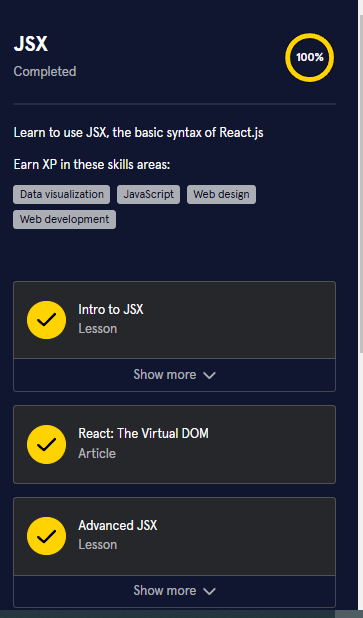 JSX
Completed
100%
Learn to use JSX, the basic syntax of React.js
Earn XP in these skills areas:
Data visualization JavaScript Web design
Web development
Intro to JSX
Lesson
Show more
React: The Virtual DOM
Article
Advanced JSX
Lesson
Show more